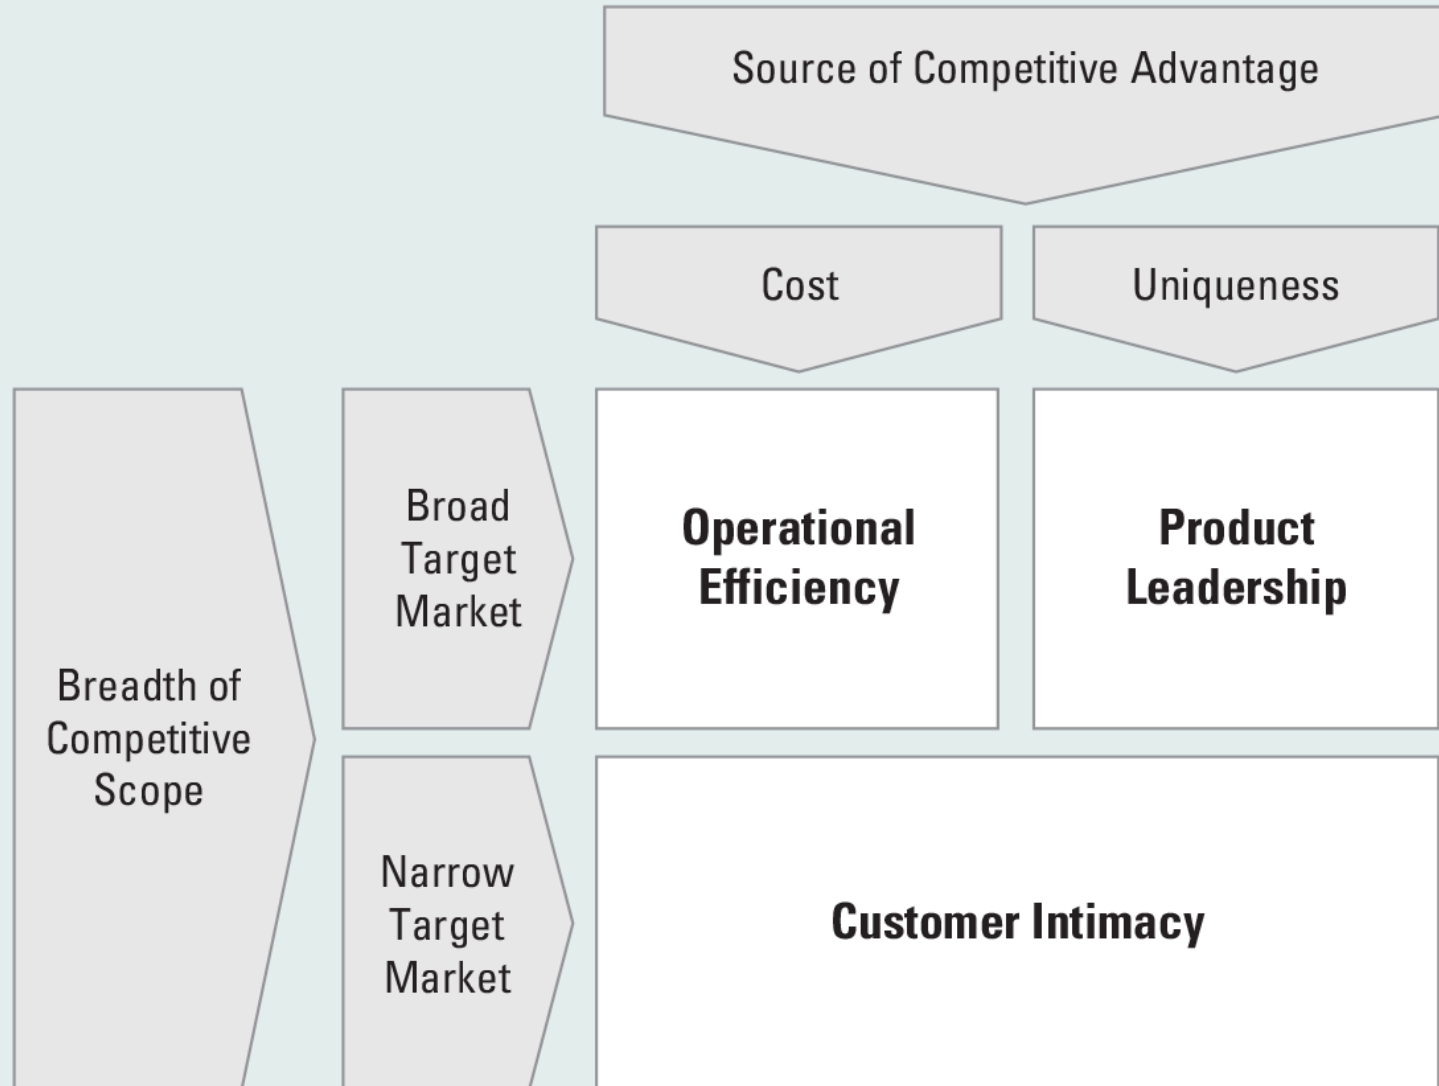 Source of Competitive Advantage
Cost
Uniqueness
Breadth of
Competitive
Scope
Broad
Target
Market
Operational
Efficiency
Product
Leadership
Narrow
Target
Market
Customer Intimacy